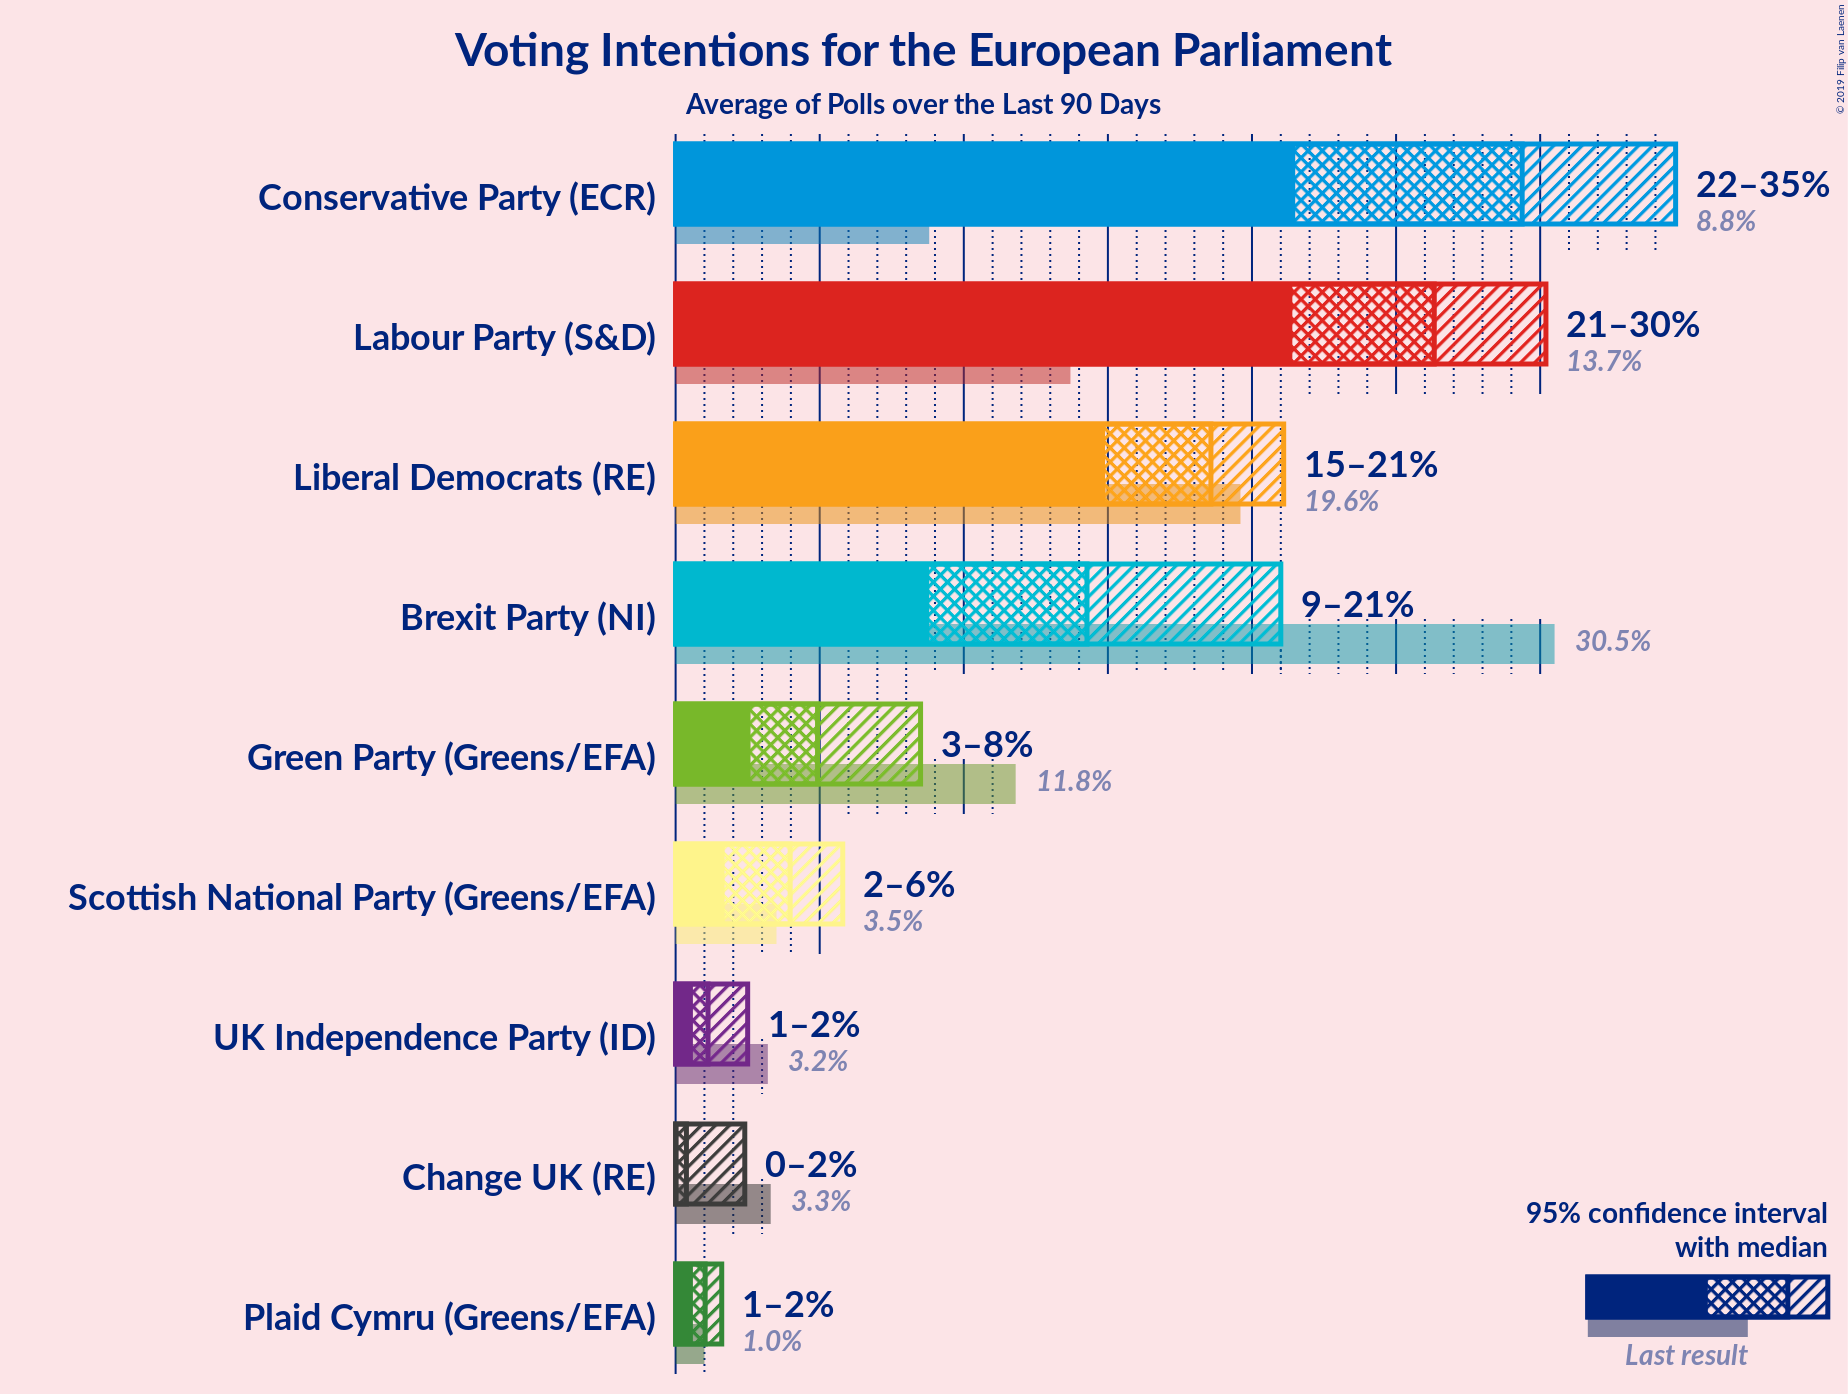 Voting Intentions for the European Parliament
Average of Polls over the Last 90 Days
© 2019 Filip van Laenen
Conservative Party (ECR)
22–35%
8.8%
Labour Party (S&D)
21–30%
13.7%
Liberal Democrats (RE)
15–21%
19.6%
Brexit Party (NI)
9–21%
30.5%
Green Party (Greens/EFA)
3–8%
11.8%
Scottish National Party (Greens/EFA)
2–6%
3.5%
UK Independence Party (ID)
1–2%
3.2%
Change UK (RE)
0–2%
3.3%
Plaid Cymru (Greens/EFA)
1–2%
1.0%
95% confidence interval
with median
Last result